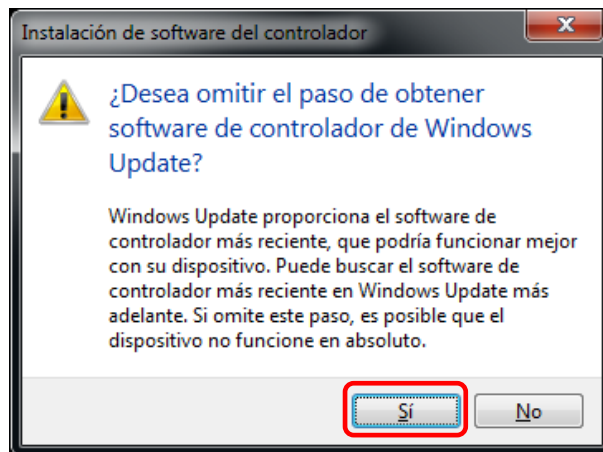 Instalación de software del controlador
¿Desea omitir el paso de obtener
software de controlador de Windows
Update?
Windows Update proporciona el software de
controlador más reciente, que podría funcionar mejor
con su dispositivo. Puede buscar el software de
controlador más reciente en Windows Update más
adelante. Si omite este paso, es posible que el
dispositivo no funcione en absoluto.
Sí No